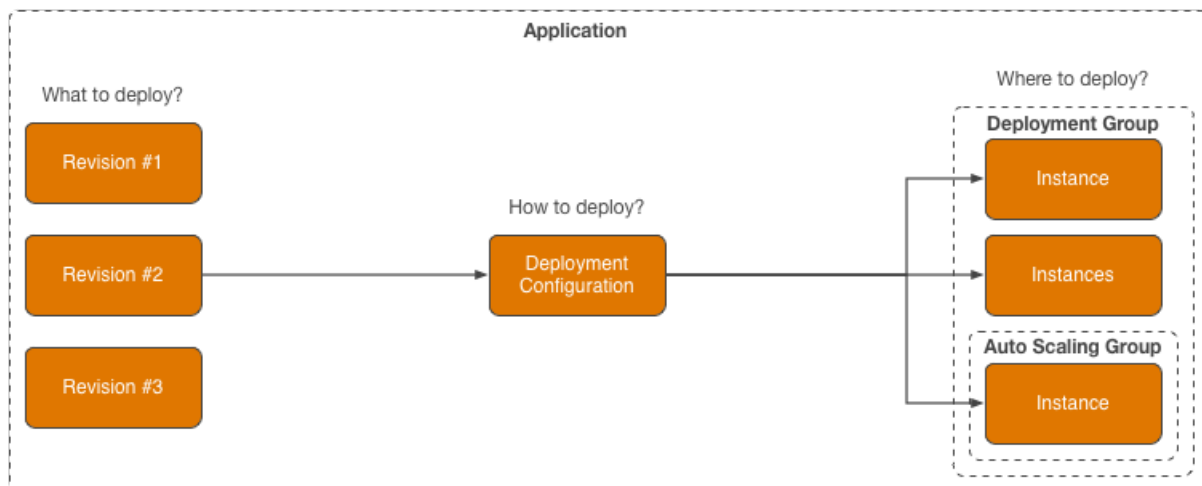 Application
What to deploy?
Revision #1
Revision #2
Revision #3
How to deploy?
Deployment
Configuration
Where to deploy?
Deployment Group
Instance
Instances
Auto Scaling Group
Instance